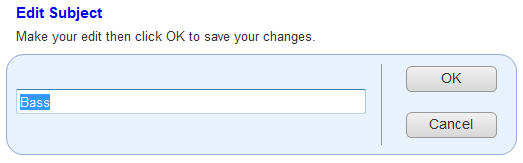 Edit Subject
Make your edit then click OK to save your changes.
OK
Bass
Cancel